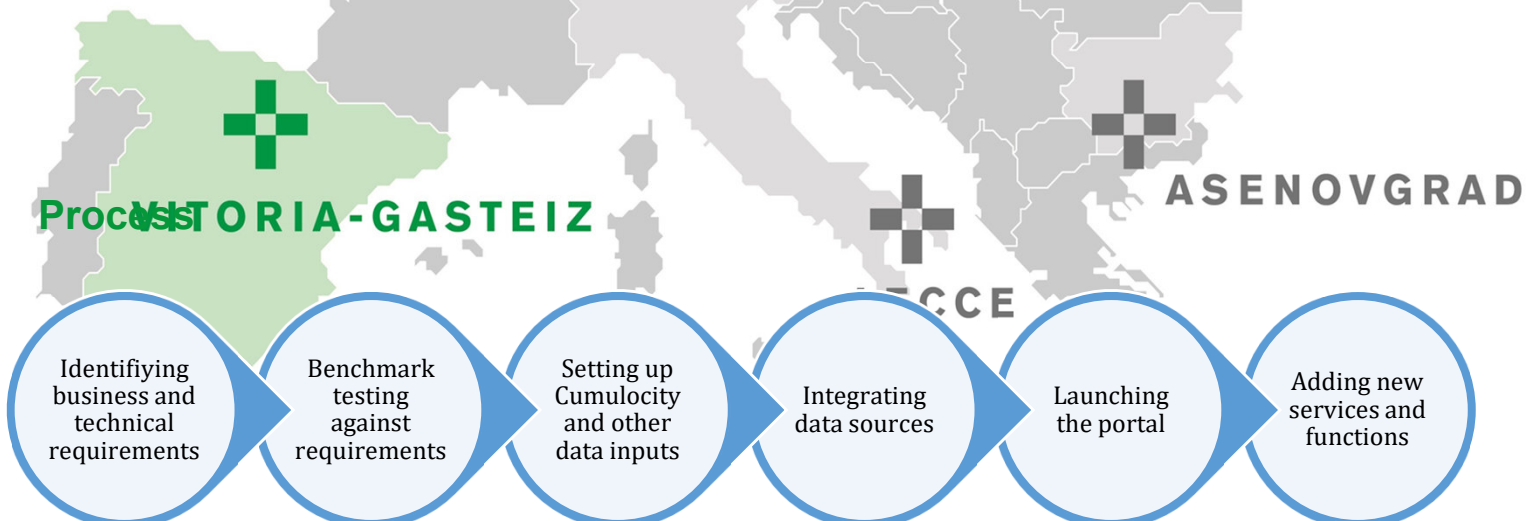 ASENOVGRAD
Process
VITORIA-GASTEIZ
Identifiying
business and
technical
requirements
Benchmark
testing
against
requirements
Setting up
Cumulocity
and other
data inputs
Integrating
data sources
Launching
the portal
Adding new
services and
functions